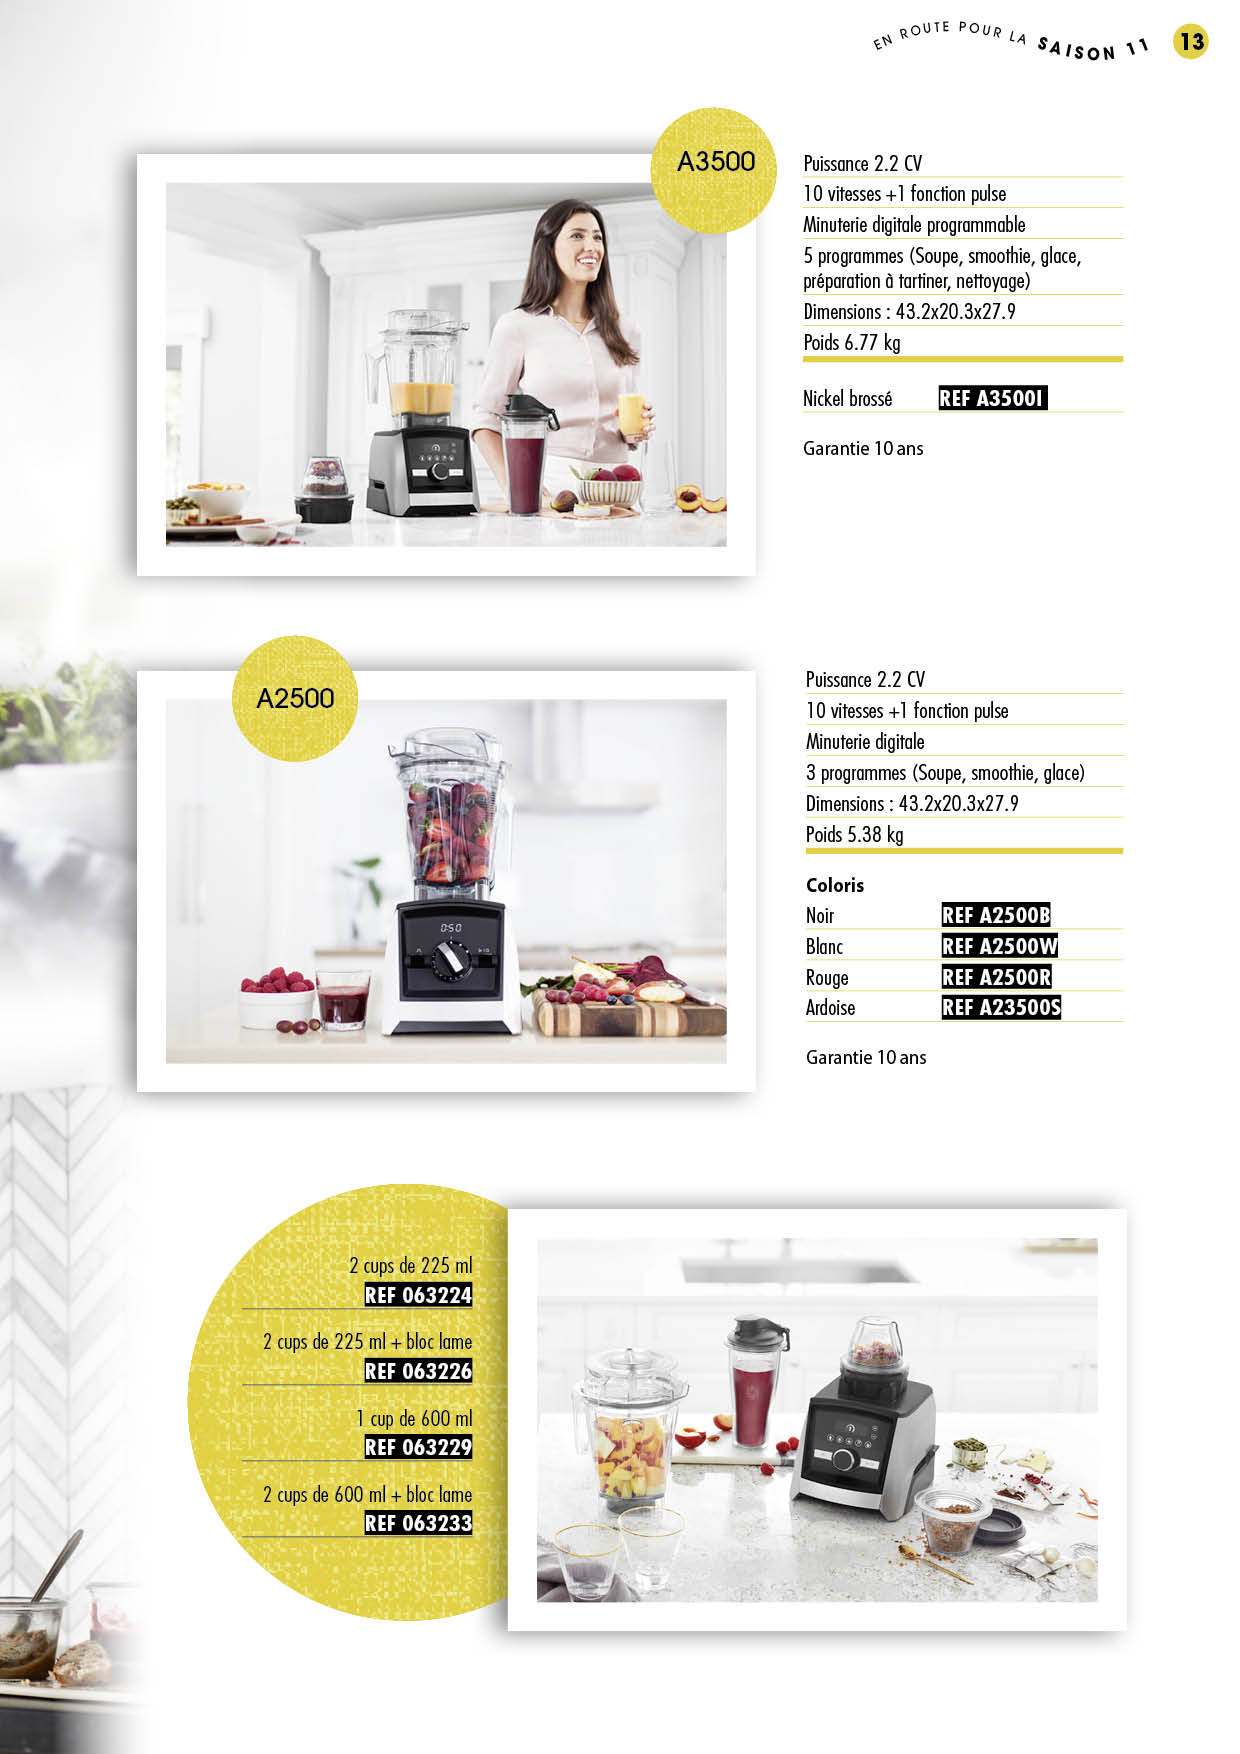 EN ROUTE POUR LA SAISON 11 13
A3500
Puissance 2.2 CV
10 vitesses +1 fonction pulse
Minuterie digitale programmable
5 programmes (Soupe, smoothie, glace,
préparation à tartiner, nettoyage)
Dimensions : 43.2x20.3x27.9
Poids 6.77 kg
Nickel brossé REF A3500I
Garantie 10 ans
A2500
0:50
Puissance 2.2 CV
10 vitesses +1 fonction pulse
Minuterie digitale
3 programmes (Soupe, smoothie, glace)
Dimensions : 43.2x20.3x27.9
Poids 5.38 kg
Coloris
Noir REF A2500B
Blanc REF A2500W
Rouge REF A2500R
Ardoise REF A23500S
Garantie 10 ans
2 cups de 225 ml
REF 063224
2 cups de 225 ml + bloc lame
REF 063226
1 cup de 600 ml
REF 063229
2 cups de 600 ml + bloc lame
REF 063233